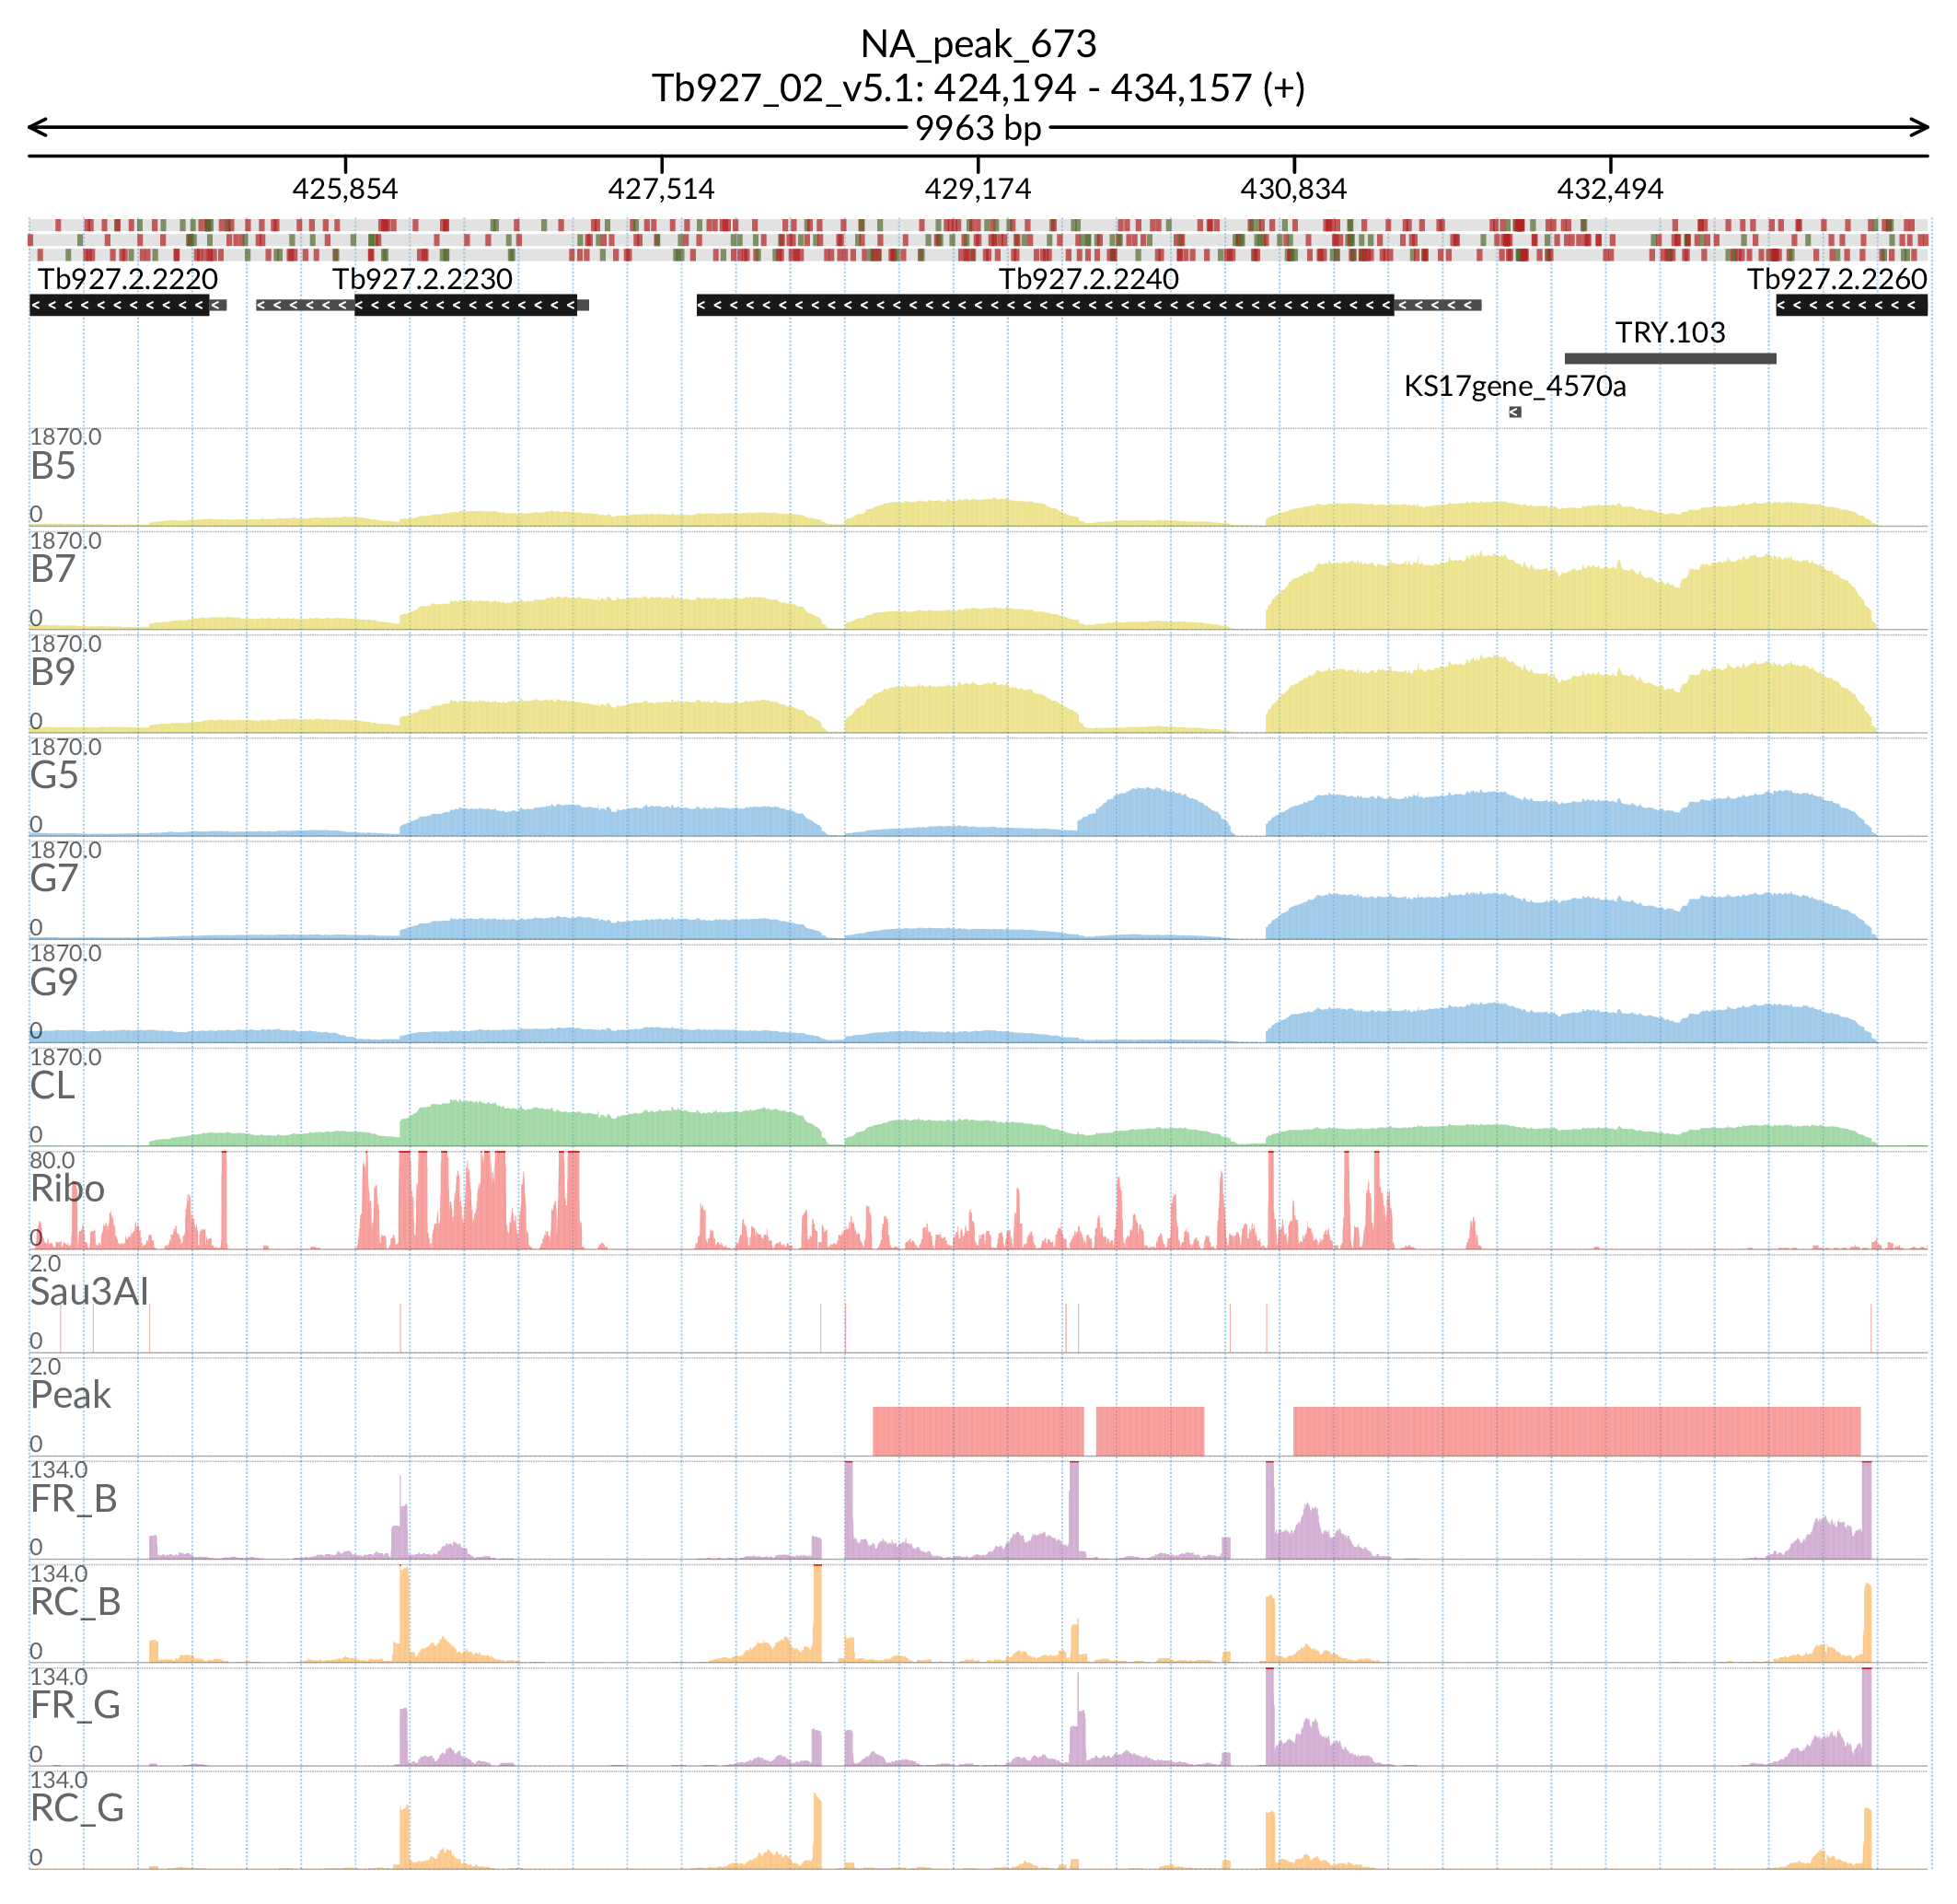 NA_peak_673
Tb927_02_v5.1: 424,194 - 434,157 (+)
9963 bp
425,854 427,514 429,174 430,834 432,494
Tb927.2.2220 Tb927.2.2230 Tb927.2.2240 Tb927.2.2260
TRY.103
KS17gene_4570a
1870.0
B5
0
1870.0
B7
0
1870.0
B9
0
1870.0
G5
0
1870.0
G7
0
1870.0
G9
0
1870.0
CL
0
80.0
Ribo
0
2.0
Sau3AI
0
2.0
Peak
0
134.0
FR_B
0
134.0
RC_B
0
134.0
FR_G
0
134.0
RC_G
0